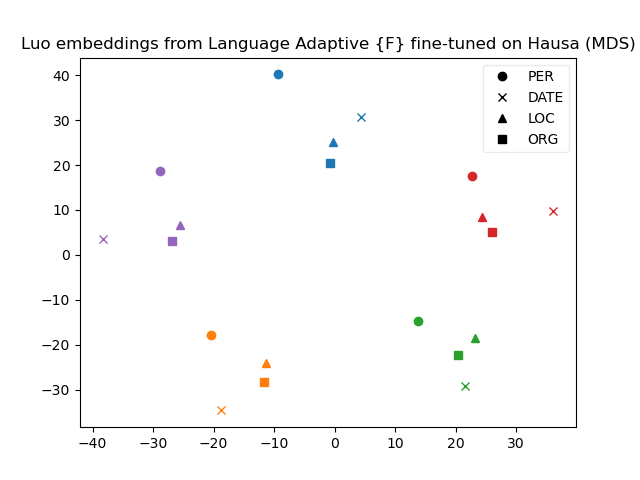 Luo embeddings from Language Adaptive {F} fine-tuned on Hausa (MDS)
PER
DATE
LOC
ORG
40
30
20
10
0
−10
−20
−30
−40 −30 −20 −10 0 10 20 30